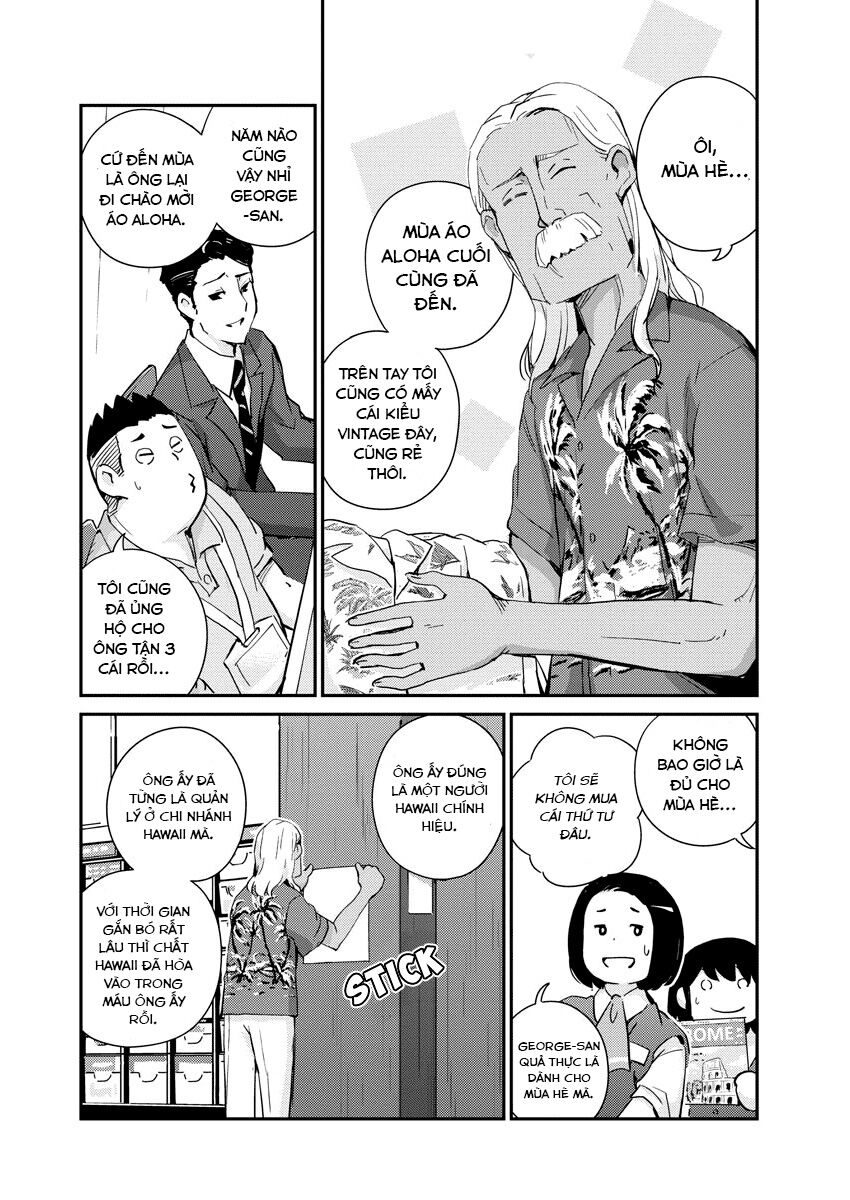 ÔI,
MÙA HÈ...
MÙA ÁO
ALOHA CUỐI
CÙNG ĐÃ
ĐẾN.
TRÊN TAY TÔI
CŨNG CÓ MẤY
CÁI KIỂU
VINTAGE ĐÂY,
CŨNG RẺ
THÔI.
NĂM NÀO
CŨNG
VẬY NHỈ
GEORGE
-SAN.
CỨ ĐẾN MÙA
LÀ ÔNG LẠI
ĐI CHÀO MỜI
ÁO ALOHA.
TÔI CŨNG
ĐÃ ỦNG
HỘ CHO
ÔNG TẬN 3
CÁI RỒI...
KHÔNG
BAO GIỜ LÀ
ĐỦ CHO
MÙA HÈ...
TÔI SẼ
KHÔNG MUA
CÁI THỨ TƯ
ĐÂU.
GEORGE-SAN
QUẢ THỰC LÀ
DÀNH CHO
MÙA HÈ MÀ.
ROME
ÔNG ẤY ĐÚNG
LÀ MỘT NGƯỜI
HAWAII CHÍNH
HIỆU.
ÔNG ẤY ĐÃ
TỪNG LÀ QUẢN
LÝ Ở CHI NHÁNH
HAWAII MÀ.
VỚI THỜI GIAN
GẮN BÓ RẤT
LÂU THÌ CHẤT
HAWAII ĐÃ HÒA
VÀO TRONG
MÁU ÔNG ẤY
RỒI.
STICK